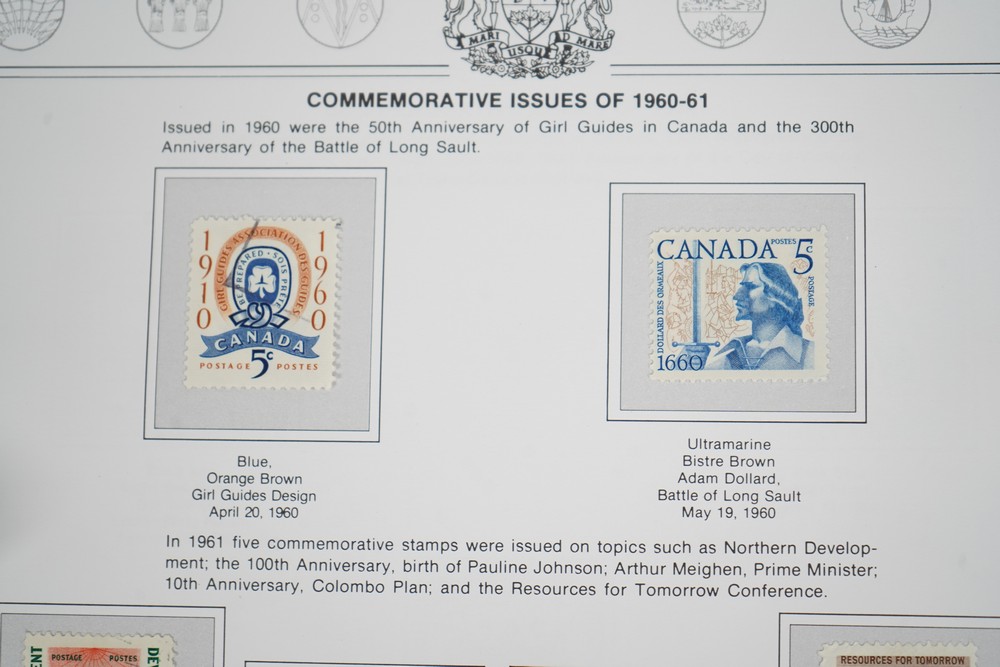 MARI
USQU
D MARE
COMMEMORATIVE ISSUES OF 1960-61
Issued in 1960 were the 50th Anniversary of Girl Guides in Canada and the 300th
Anniversary of the Battle of Long Sault.
1910
1960
GIRL GUIDES ASSOCIATION DES GUIDES
BE PREPARED • SOIS PRÊTE
CANADA
POSTAGE 5c POSTES
CANADA POSTES 5c
POSTAGE
DOLLARD DES ORMEAUX
1660
Blue,
Orange Brown
Girl Guides Design
April 20, 1960
Ultramarine
Bistre Brown
Adam Dollard,
Battle of Long Sault
May 19, 1960
In 1961 five commemorative stamps were issued on topics such as Northern Develop-
ment; the 100th Anniversary, birth of Pauline Johnson; Arthur Meighen, Prime Minister;
10th Anniversary, Colombo Plan; and the Resources for Tomorrow Conference.
POSTAGE POSTES
ENT
DE
RESOURCES FOR TOMORROW